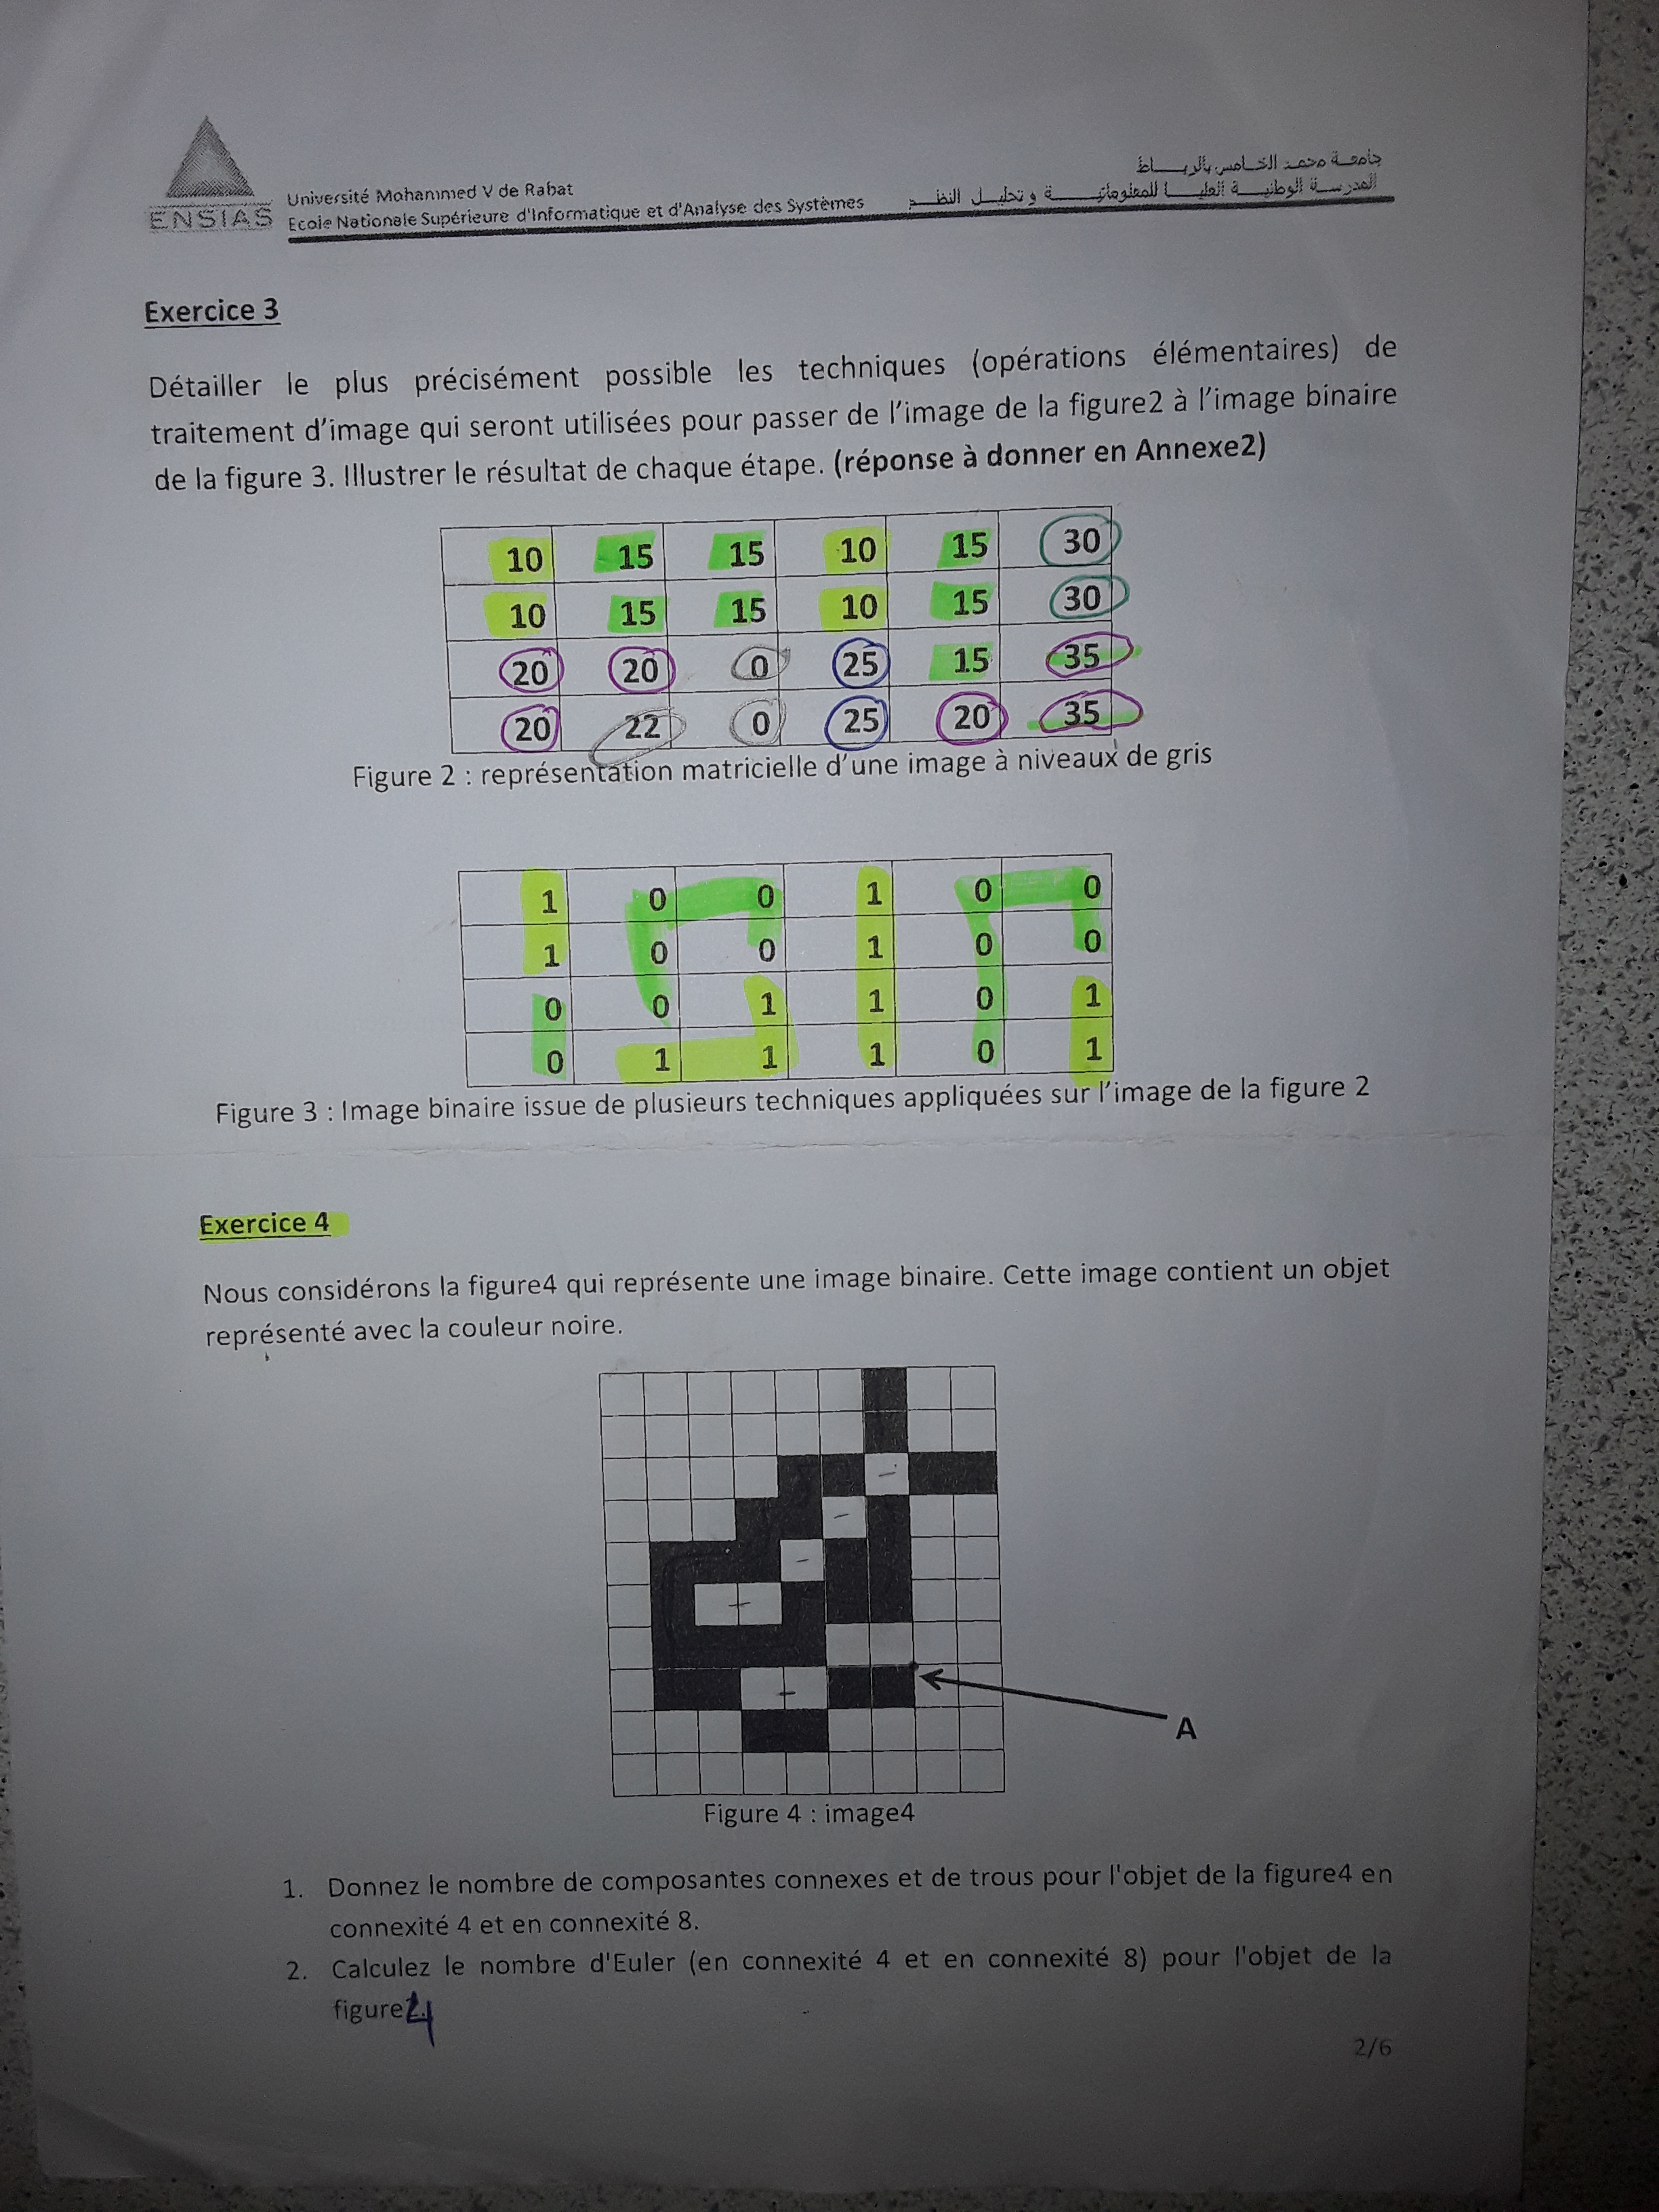 ENSIAS
Université Mohammed V de Rabat
Ecole Nationale Supérieure d'Informatique et d'Analyse des Systèmes
جامعة محمد الخامس بالرباط
المدرسة الوطنية العليا للمعلوماتية و تحليل النظم
Exercice 3
Détailler le plus précisément possible les techniques (opérations élémentaires) de
traitement d'image qui seront utilisées pour passer de l'image de la figure2 à l'image binaire
de la figure 3. Illustrer le résultat de chaque étape. (réponse à donner en Annexe2)
10 15 15 10 15 30
10 15 15 10 15 30
20 20 0 25 15 35
20 22 0 25 20 35
Figure 2 : représentation matricielle d'une image à niveaux de gris
1 0 0 1 0 0
1 0 0 1 0 0
0 0 1 1 0 1
0 1 1 1 0 1
Figure 3 : Image binaire issue de plusieurs techniques appliquées sur l'image de la figure 2
Exercice 4
Nous considérons la figure4 qui représente une image binaire. Cette image contient un objet
représenté avec la couleur noire.
A
Figure 4 : image4
1. Donnez le nombre de composantes connexes et de trous pour l'objet de la figure4 en
connexité 4 et en connexité 8.
2. Calculez le nombre d'Euler (en connexité 4 et en connexité 8) pour l'objet de la
figure4
2/6